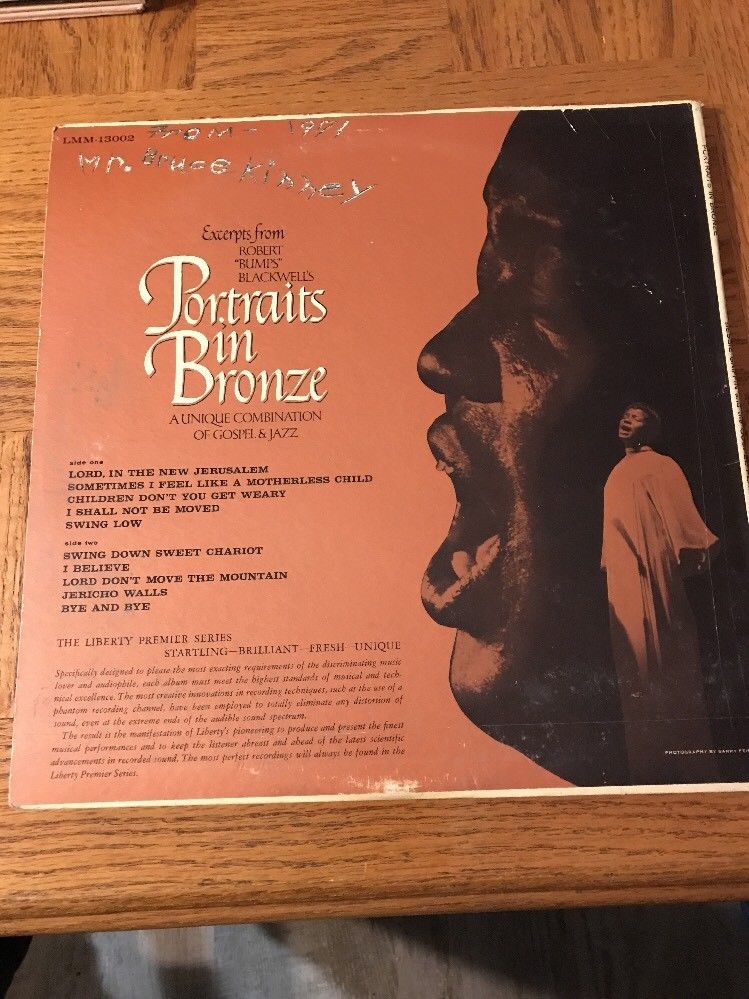 LMM-13002 From - 1971
Mr. Bruce Kinney
Excerpts from
ROBERT
"BUMPS"
BLACKWELL'S
Portraits
in
Bronze
A UNIQUE COMBINATION
OF GOSPEL & JAZZ
side one
LORD, IN THE NEW JERUSALEM
SOMETIMES I FEEL LIKE A MOTHERLESS CHILD
CHILDREN DON'T YOU GET WEARY
I SHALL NOT BE MOVED
SWING LOW
side two
SWING DOWN SWEET CHARIOT
I BELIEVE
LORD DON'T MOVE THE MOUNTAIN
JERICHO WALLS
BYE AND BYE
THE LIBERTY PREMIER SERIES
STARTLING—BRILLIANT—FRESH—UNIQUE
Specifically designed to please the most exacting requirements of the discriminating music
lover and audiophile, each album must meet the highest standards of musical and tech-
nical excellence. The most creative innovations in recording techniques, such as the use of a
phantom recording channel, have been employed to totally eliminate any distortion of
sound, even at the extreme ends of the audible sound spectrum.
The result is the manifestation of Liberty's pioneering to produce and present the finest
musical performances and to keep the listener abreast and ahead of the latest scientific
advancements in recorded sound. The most perfect recordings will always be found in the
Liberty Premier Series.
PHOTOGRAPHY BY GARRY
PORTRAITS IN BRONZE